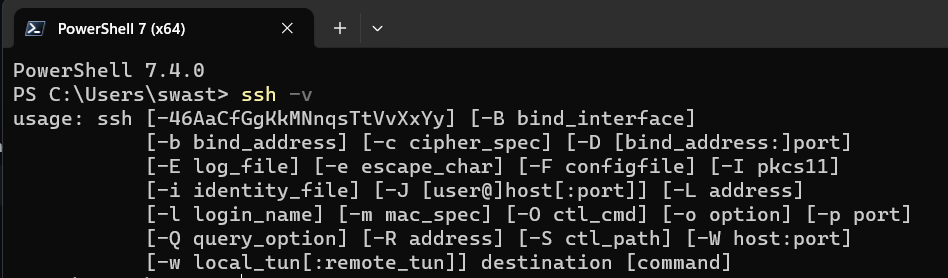 PowerShell 7 (x64)
PowerShell 7.4.0
PS C:\Users\swast> ssh -v
usage: ssh [-46AaCfGgKkMNnqsTtVvXxYy] [-B bind_interface]
[-b bind_address] [-c cipher_spec] [-D [bind_address:]port]
[-E log_file] [-e escape_char] [-F configfile] [-I pkcs11]
[-i identity_file] [-J [user@]host[:port]] [-L address]
[-l login_name] [-m mac_spec] [-O ctl_cmd] [-o option] [-p port]
[-Q query_option] [-R address] [-S ctl_path] [-W host:port]
[-w local_tun[:remote_tun]] destination [command]